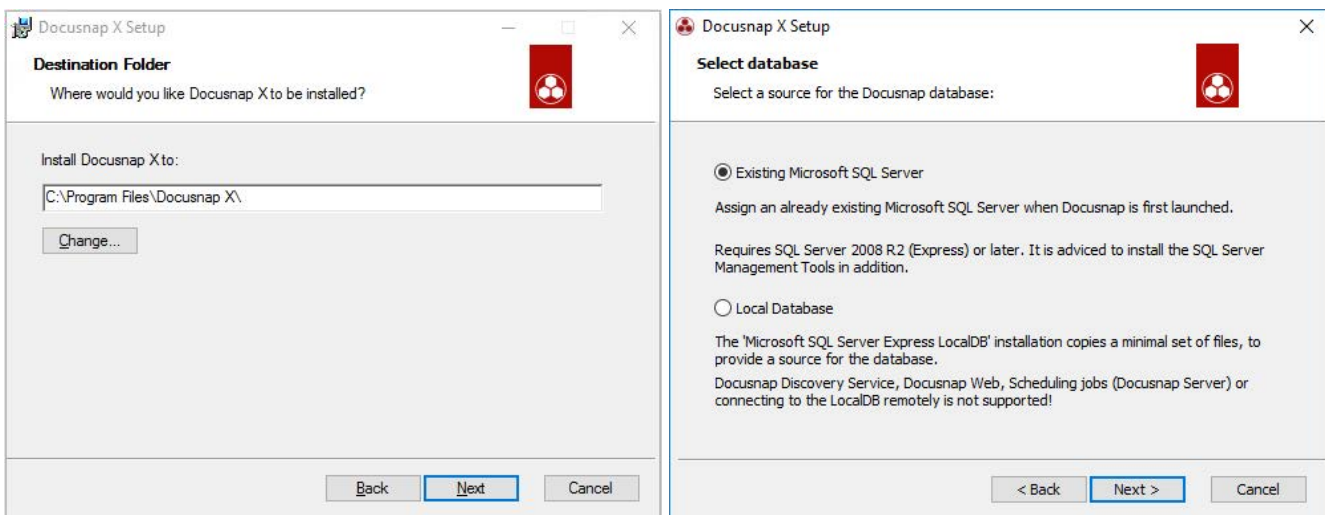 Docusnap X Setup
Destination Folder
Where would you like Docusnap X to be installed?
Install Docusnap X to:
C:\Program Files\Docusnap X\
Change...
Back
Next
Cancel
Docusnap X Setup
Select database
Select a source for the Docusnap database:
Existing Microsoft SQL Server
Assign an already existing Microsoft SQL Server when Docusnap is first launched.
Requires SQL Server 2008 R2 (Express) or later. It is adviced to install the SQL Server
Management Tools in addition.
Local Database
The 'Microsoft SQL Server Express LocalDB' installation copies a minimal set of files, to
provide a source for the database.
Docusnap Discovery Service, Docusnap Web, Scheduling jobs (Docusnap Server) or
connecting to the LocalDB remotely is not supported!
< Back
Next >
Cancel